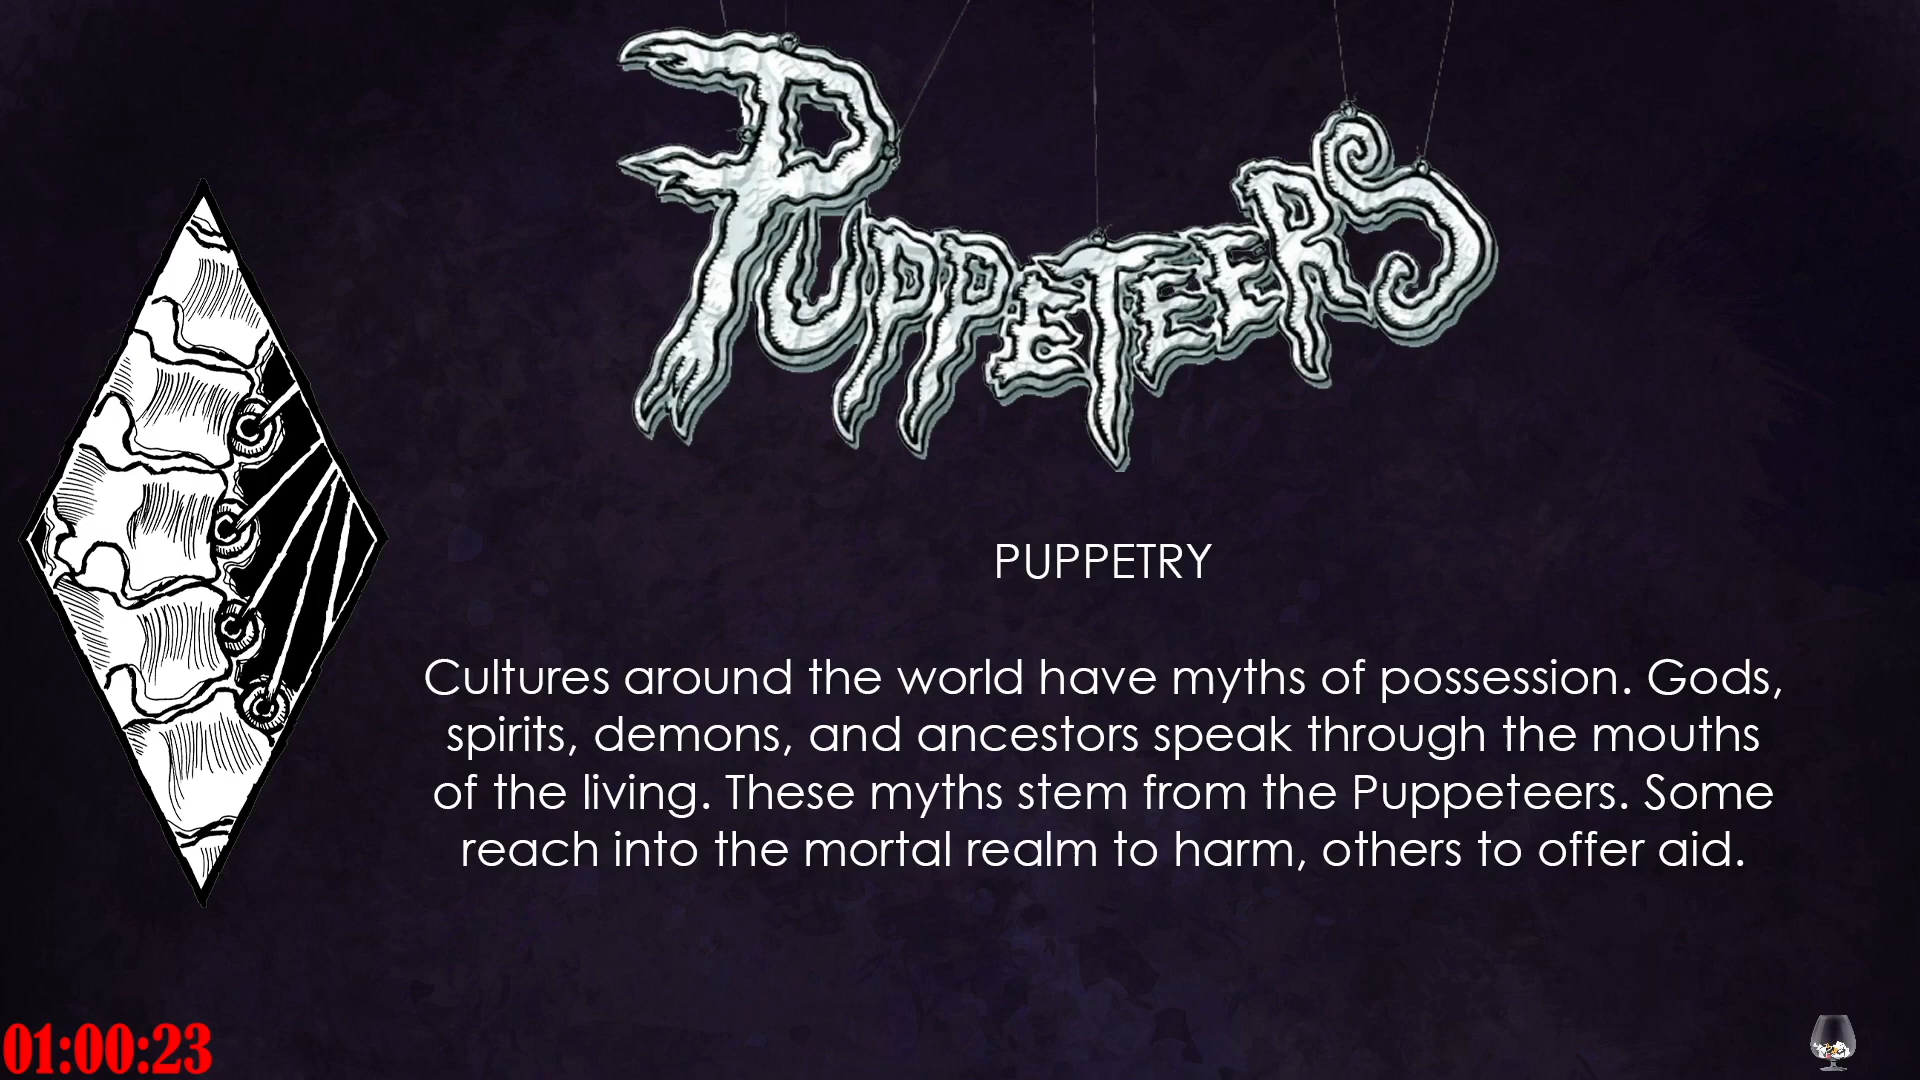 PUPPETEERS
PUPPETRY
Cultures around the world have myths of possession. Gods,
spirits, demons, and ancestors speak through the mouths
of the living. These myths stem from the Puppeteers. Some
reach into the mortal realm to harm, others to offer aid.
01:00:23